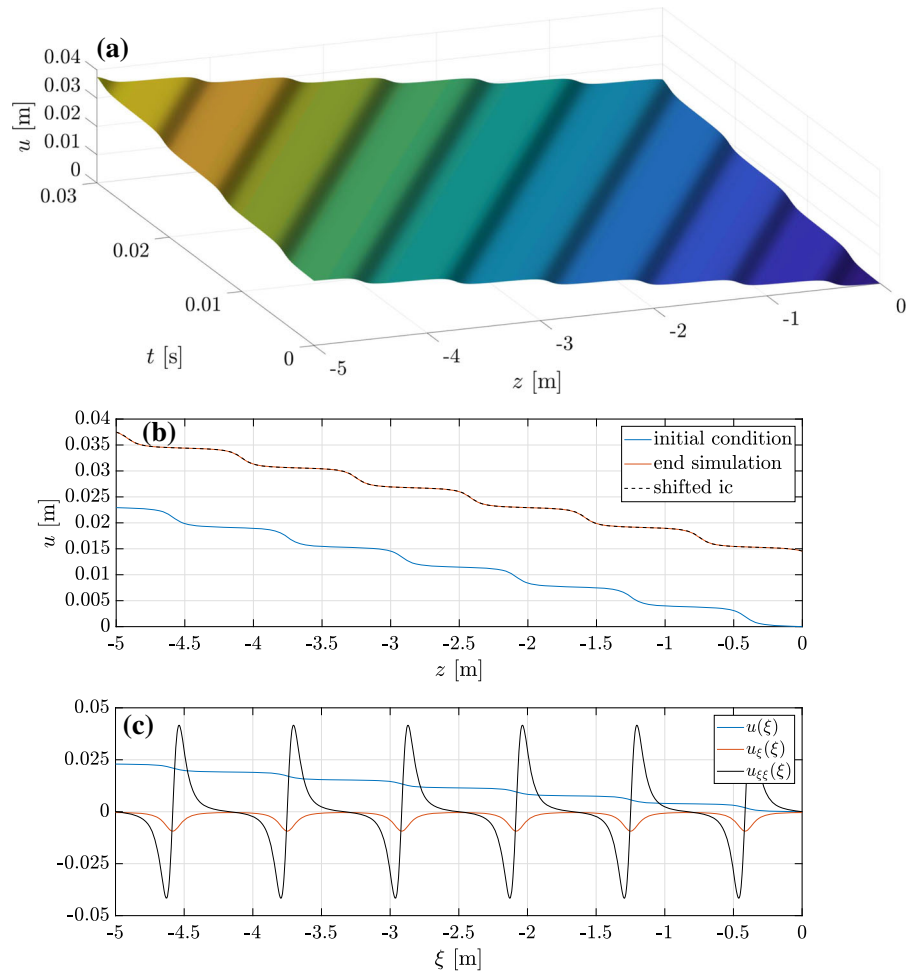 (a)
0.04
0.03
0.02
0.01
0
u [m]
0.03
0.02
0.01
0
t [s]
-5
-4
-3
-2
-1
0
z [m]
(b)
0.04
0.035
0.03
0.025
0.02
0.015
0.01
0.005
0
u [m]
initial condition
end simulation
shifted ic
-5 -4.5 -4 -3.5 -3 -2.5 -2 -1.5 -1 -0.5 0
z [m]
(c)
0.05
0.025
0
-0.025
-0.05
u(ξ)
u_ξ(ξ)
u_ξξ(ξ)
-5 -4.5 -4 -3.5 -3 -2.5 -2 -1.5 -1 -0.5 0
ξ [m]